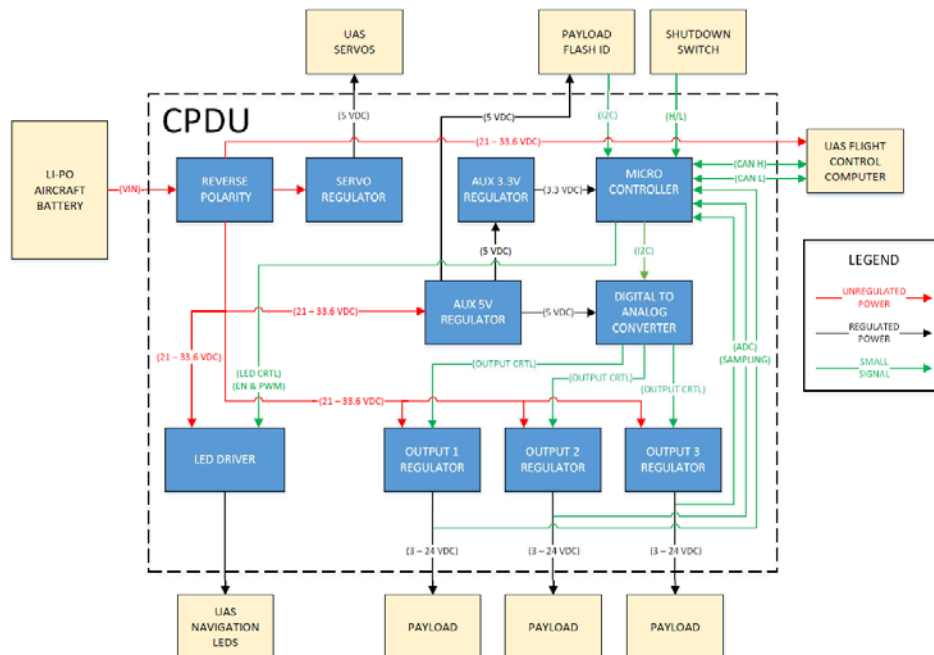 UAS
SERVOS
PAYLOAD
FLASH ID
SHUTDOWN
SWITCH
CPDU
(5 VDC)
(5 VDC)
(I2C)
(H/L)
(21 – 33.6 VDC)
LI-PO
AIRCRAFT
BATTERY
(VIN)
REVERSE
POLARITY
SERVO
REGULATOR
AUX 3.3V
REGULATOR
(3.3 VDC)
MICRO
CONTROLLER
(CAN H)
(CAN L)
UAS FLIGHT
CONTROL
COMPUTER
(5 VDC)
(I2C)
LEGEND
UNREGULATED
POWER
REGULATED
POWER
SMALL
SIGNAL
(21 – 33.6 VDC)
AUX 5V
REGULATOR
(5 VDC)
DIGITAL TO
ANALOG
CONVERTER
(21 – 33.6 VDC)
(LED CRTL)
(EN & PWM)
(ADC)
(SAMPLING)
(OUTPUT CRTL)
(OUTPUT CRTL)
(OUTPUT CRTL)
(21 – 33.6 VDC)
LED DRIVER
OUTPUT 1
REGULATOR
OUTPUT 2
REGULATOR
OUTPUT 3
REGULATOR
(3 – 24 VDC)
(3 – 24 VDC)
(3 – 24 VDC)
UAS
NAVIGATION
LEDS
PAYLOAD
PAYLOAD
PAYLOAD